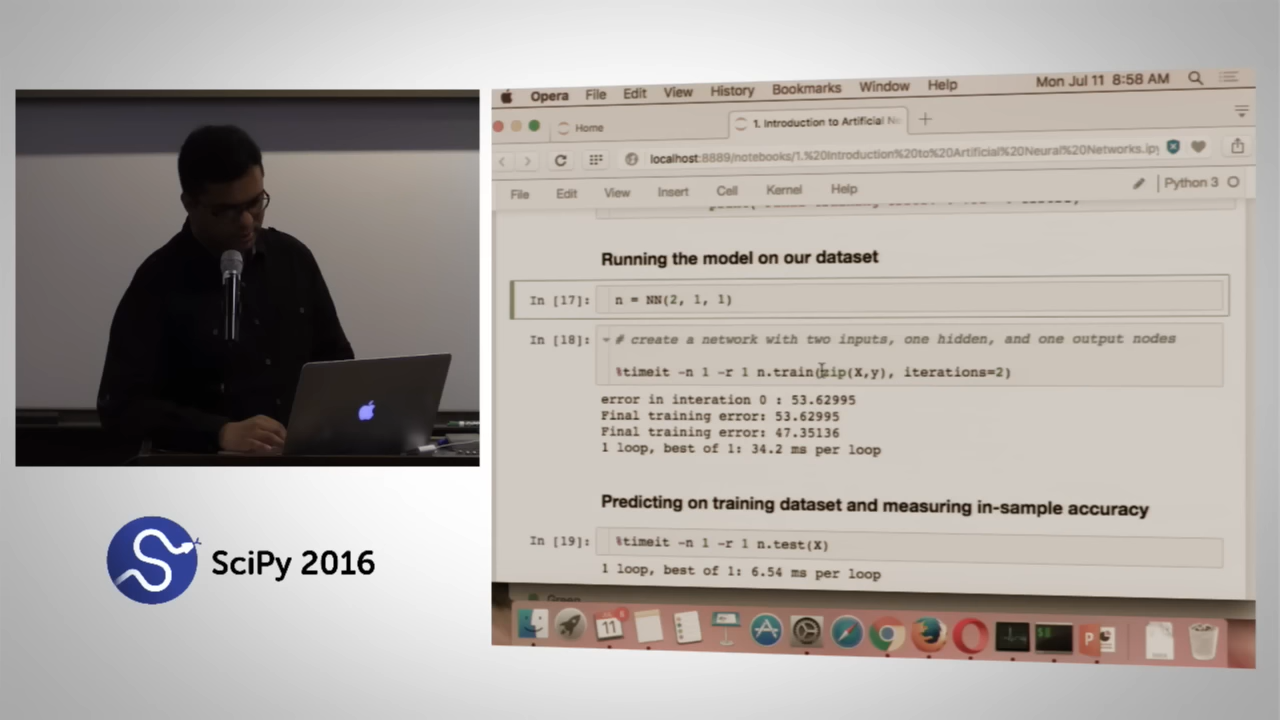 Opera File Edit View History Bookmarks Window Help Mon Jul 11 8:58 AM
Home 1. Introduction to Artificial Ne
localhost:8889/notebooks/1.%20Introduction%20to%20Artificial%20Neural%20Networks.ipy
File Edit View Insert Cell Kernel Help Python 3
Running the model on our dataset
In [17]: n = NN(2, 1, 1)
In [18]: # create a network with two inputs, one hidden, and one output nodes
%timeit -n 1 -r 1 n.train(zip(X,y), iterations=2)
error in interation 0 : 53.62995
Final training error: 53.62995
Final training error: 47.35136
1 loop, best of 1: 34.2 ms per loop
Predicting on training dataset and measuring in-sample accuracy
In [19]: %timeit -n 1 -r 1 n.test(X)
1 loop, best of 1: 6.54 ms per loop
11
SciPy 2016